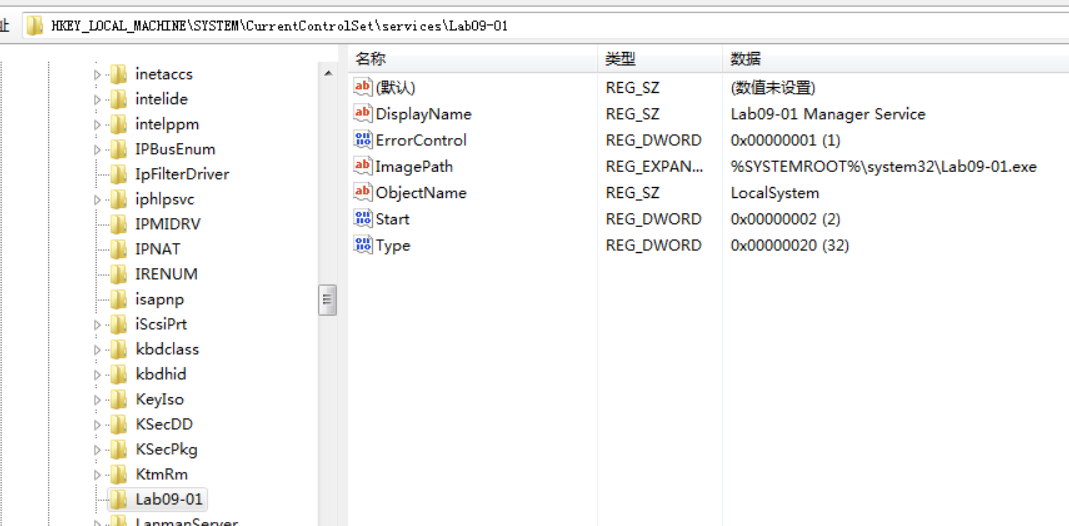 址 HKEY_LOCAL_MACHINE\SYSTEM\CurrentControlSet\services\Lab09-01
inetaccs
intelide
intelppm
IPBusEnum
IpFilterDriver
iphlpsvc
IPMIDRV
IPNAT
IRENUM
isapnp
iScsiPrt
kbdclass
kbdhid
KeyIso
KSecDD
KSecPkg
KtmRm
Lab09-01
LanmanServer
名称 类型 数据
(默认) REG_SZ (数值未设置)
DisplayName REG_SZ Lab09-01 Manager Service
ErrorControl REG_DWORD 0x00000001 (1)
ImagePath REG_EXPAN... %SYSTEMROOT%\system32\Lab09-01.exe
ObjectName REG_SZ LocalSystem
Start REG_DWORD 0x00000002 (2)
Type REG_DWORD 0x00000020 (32)